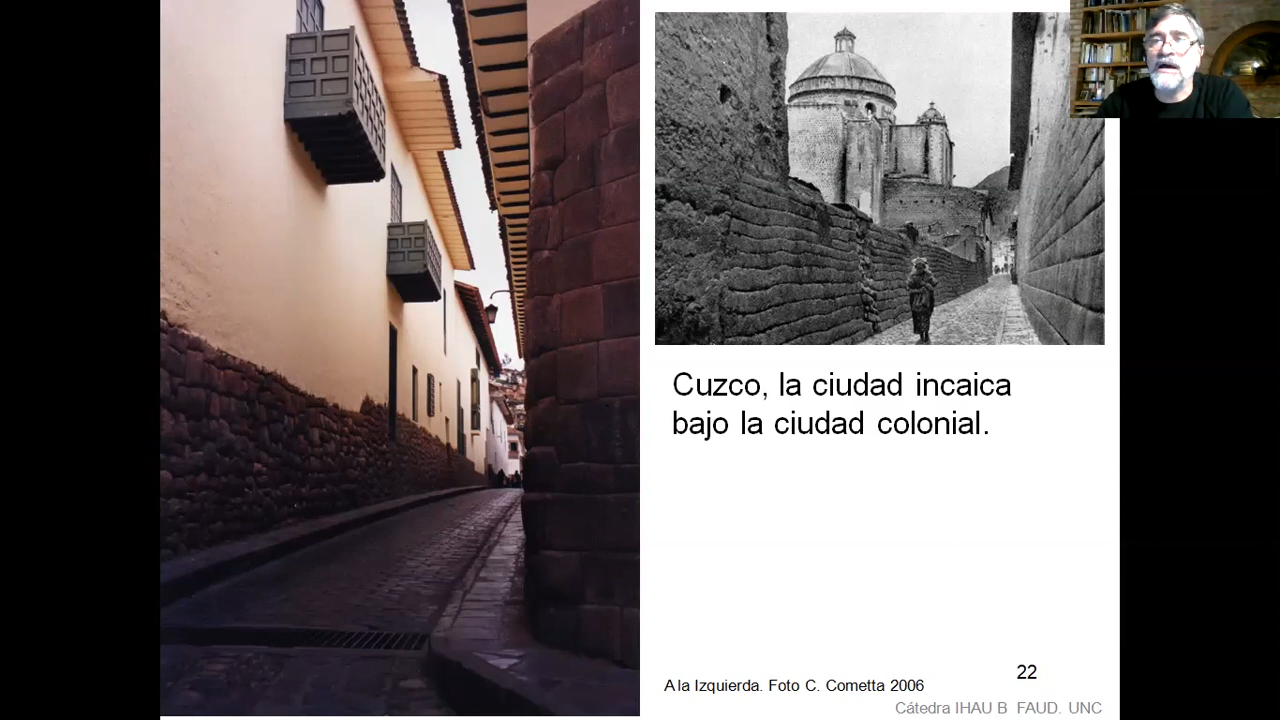 Cuzco, la ciudad incaica
bajo la ciudad colonial.
22
A la Izquierda. Foto C. Cometta 2006
Cátedra IHAU B FAUD. UNC